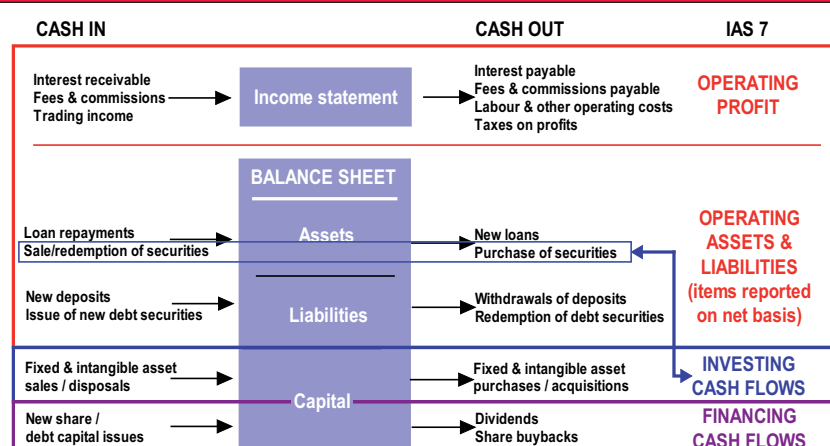 CASH IN
CASH OUT
IAS 7
Interest receivable
Fees & commissions
Trading income
Income statement
Interest payable
Fees & commissions payable
Labour & other operating costs
Taxes on profits
OPERATING
PROFIT
BALANCE SHEET
Loan repayments
Sale/redemption of securities
Assets
New loans
Purchase of securities
OPERATING
ASSETS &
LIABILITIES
(items reported
on net basis)
New deposits
Issue of new debt securities
Liabilities
Withdrawals of deposits
Redemption of debt securities
Fixed & intangible asset
sales / disposals
Capital
Fixed & intangible asset
purchases / acquisitions
INVESTING
CASH FLOWS
New share /
debt capital issues
Dividends
Share buybacks
FINANCING
CASH FLOWS